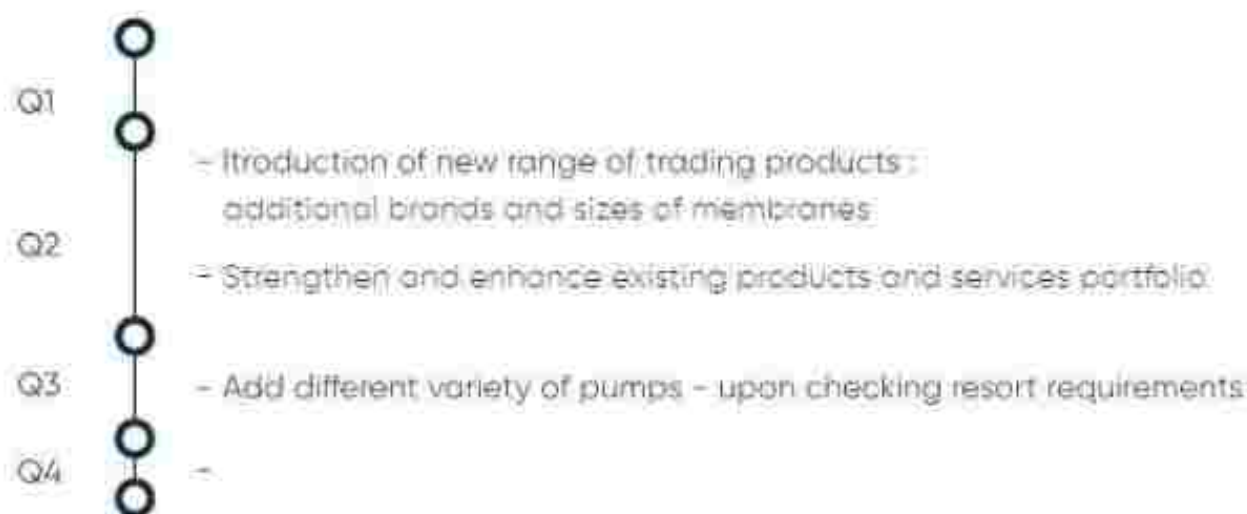 Q1
- Itroduction of new range of trading products :
additional brands and sizes of membranes
Q2
- Strengthen and enhance existing products and services portfolio.
Q3 - Add different variety of pumps - upon checking resort requirements
Q4 -